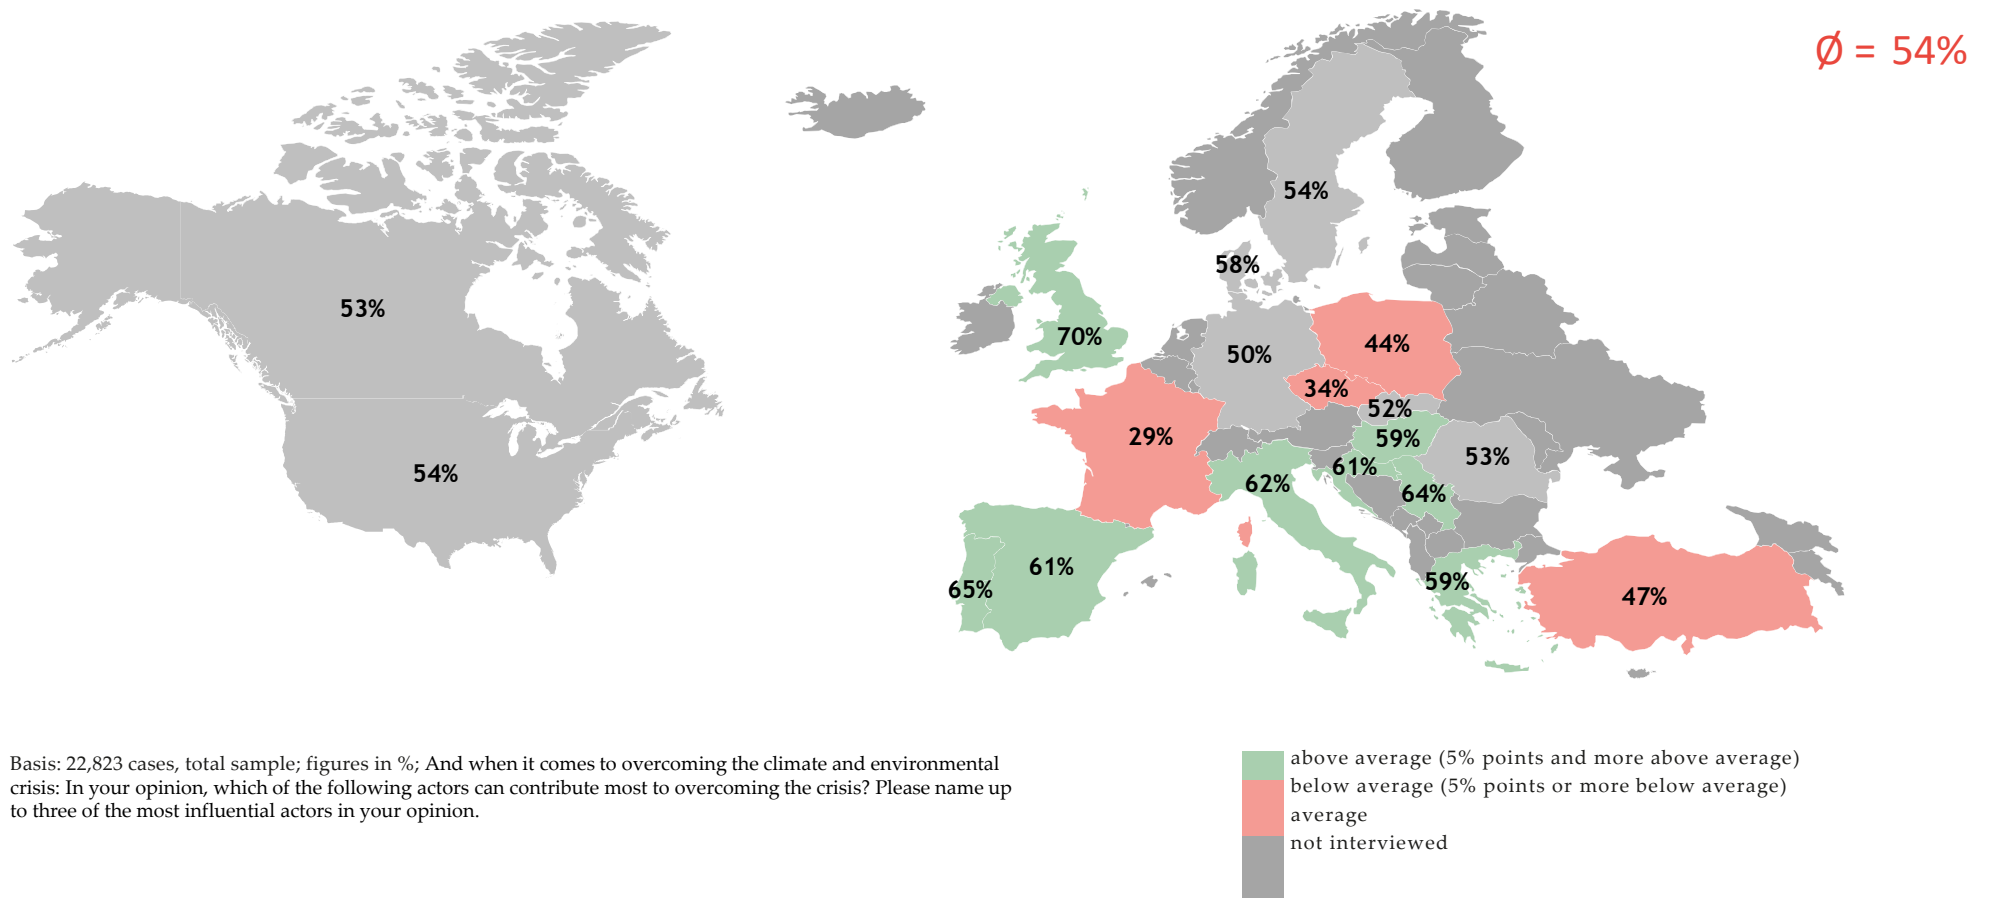 Ø = 54%
54%
58%
53%
70%
50%
44%
34%
52%
29%
59%
53%
61%
62%
64%
54%
61%
65%
59%
47%
Basis: 22,823 cases, total sample; figures in %; And when it comes to overcoming the climate and environmental
crisis: In your opinion, which of the following actors can contribute most to overcoming the crisis? Please name up
to three of the most influential actors in your opinion.
above average (5% points and more above average)
below average (5% points or more below average)
average
not interviewed